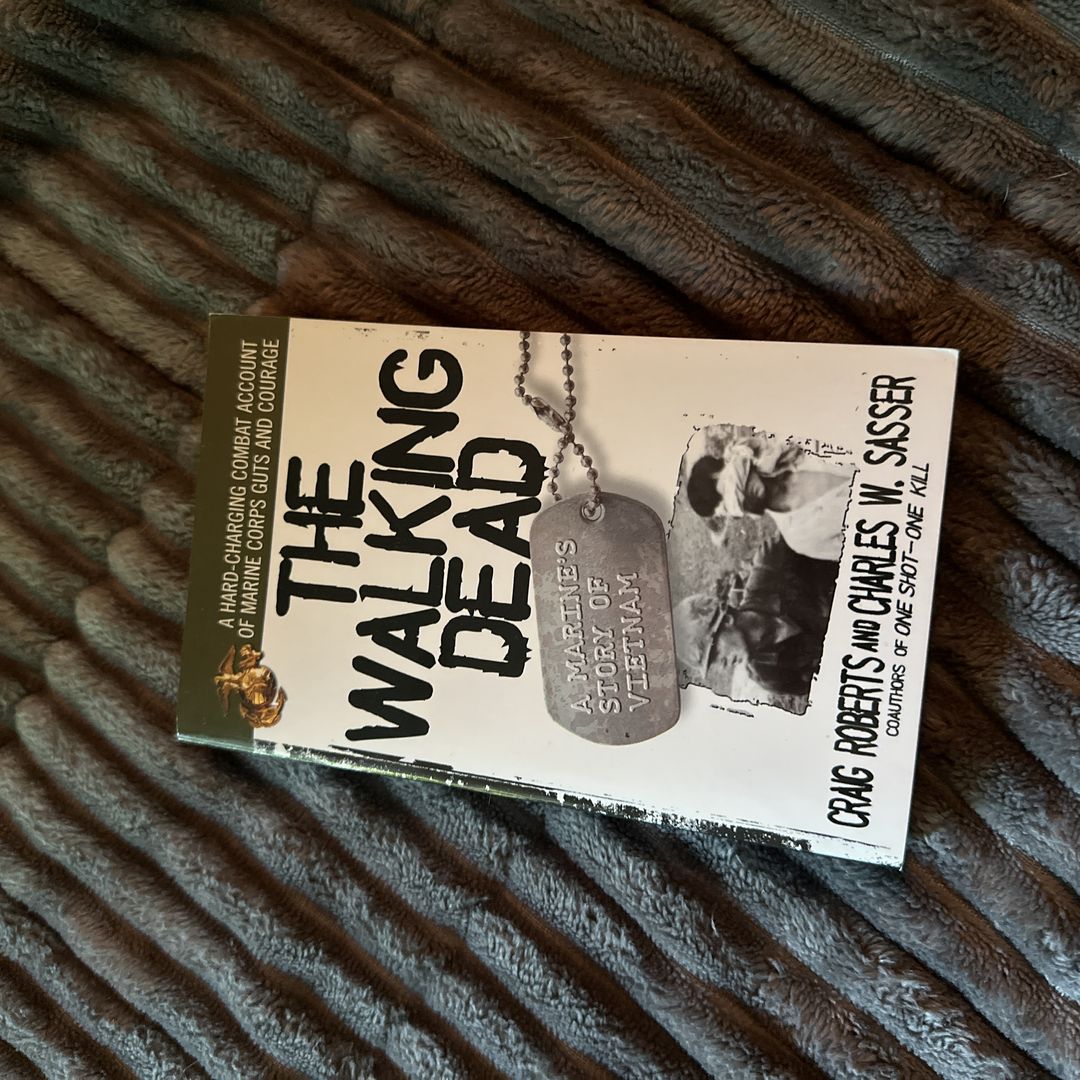 A HARD-CHARGING COMBAT ACCOUNT
OF MARINE CORPS GUTS AND COURAGE
THE
WALKING
DEAD
A MARINE'S
STORY OF
VIETNAM
CRAIG ROBERTS AND CHARLES W. SASSER
COAUTHORS OF ONE SHOT–ONE KILL